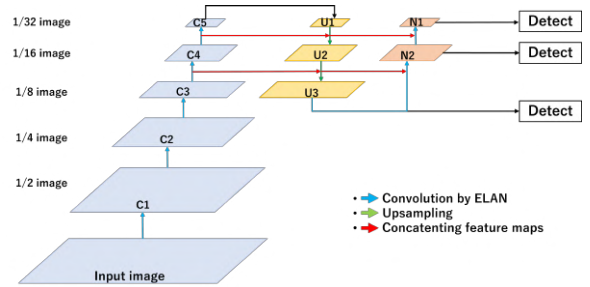 1/32 image C5 U1 N1 Detect
1/16 image C4 U2 N2 Detect
1/8 image C3 U3 Detect
1/4 image C2
1/2 image C1
• Convolution by ELAN
• Upsampling
• Concatenting feature maps
Input image